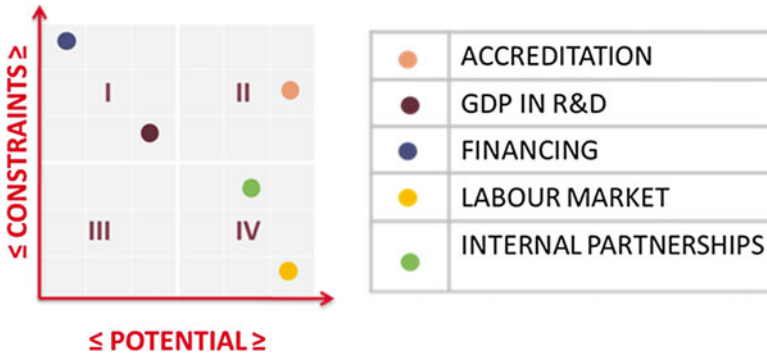 ≤ CONSTRAINTS ≥
I
II
III
IV
≤ POTENTIAL ≥
ACCREDITATION
GDP IN R&D
FINANCING
LABOUR MARKET
INTERNAL PARTNERSHIPS